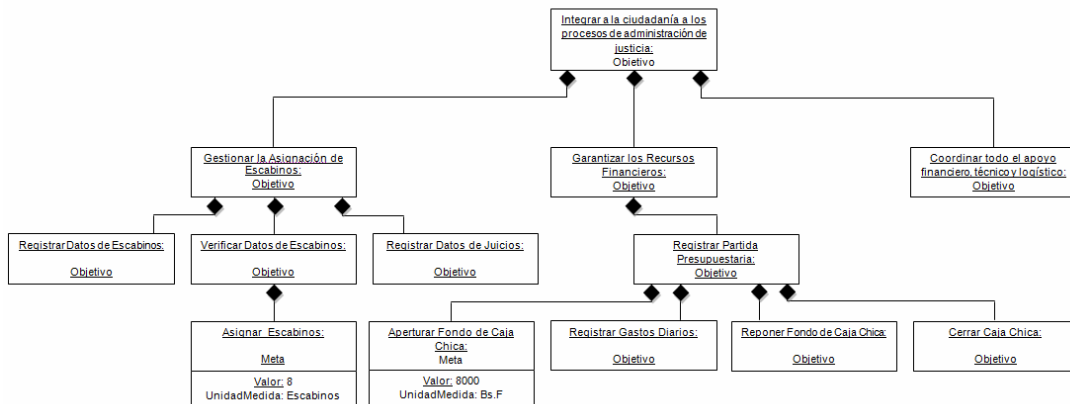 Integrar a la ciudadanía a los
procesos de administración de
justicia:
Objetivo
Gestionar la Asignación de
Escabinos:
Objetivo
Garantizar los Recursos
Financieros:
Objetivo
Coordinar todo el apoyo
financiero, técnico y logístico:
Objetivo
Registrar Datos de Escabinos:
Objetivo
Verificar Datos de Escabinos:
Objetivo
Registrar Datos de Juicios:
Objetivo
Registrar Partida
Presupuestaria:
Objetivo
Asignar Escabinos:
Meta
Valor: 8
UnidadMedida: Escabinos
Aperturar Fondo de Caja
Chica:
Meta
Valor: 8000
UnidadMedida: Bs.F
Registrar Gastos Diarios:
Objetivo
Reponer Fondo de Caja Chica:
Objetivo
Cerrar Caja Chica:
Objetivo